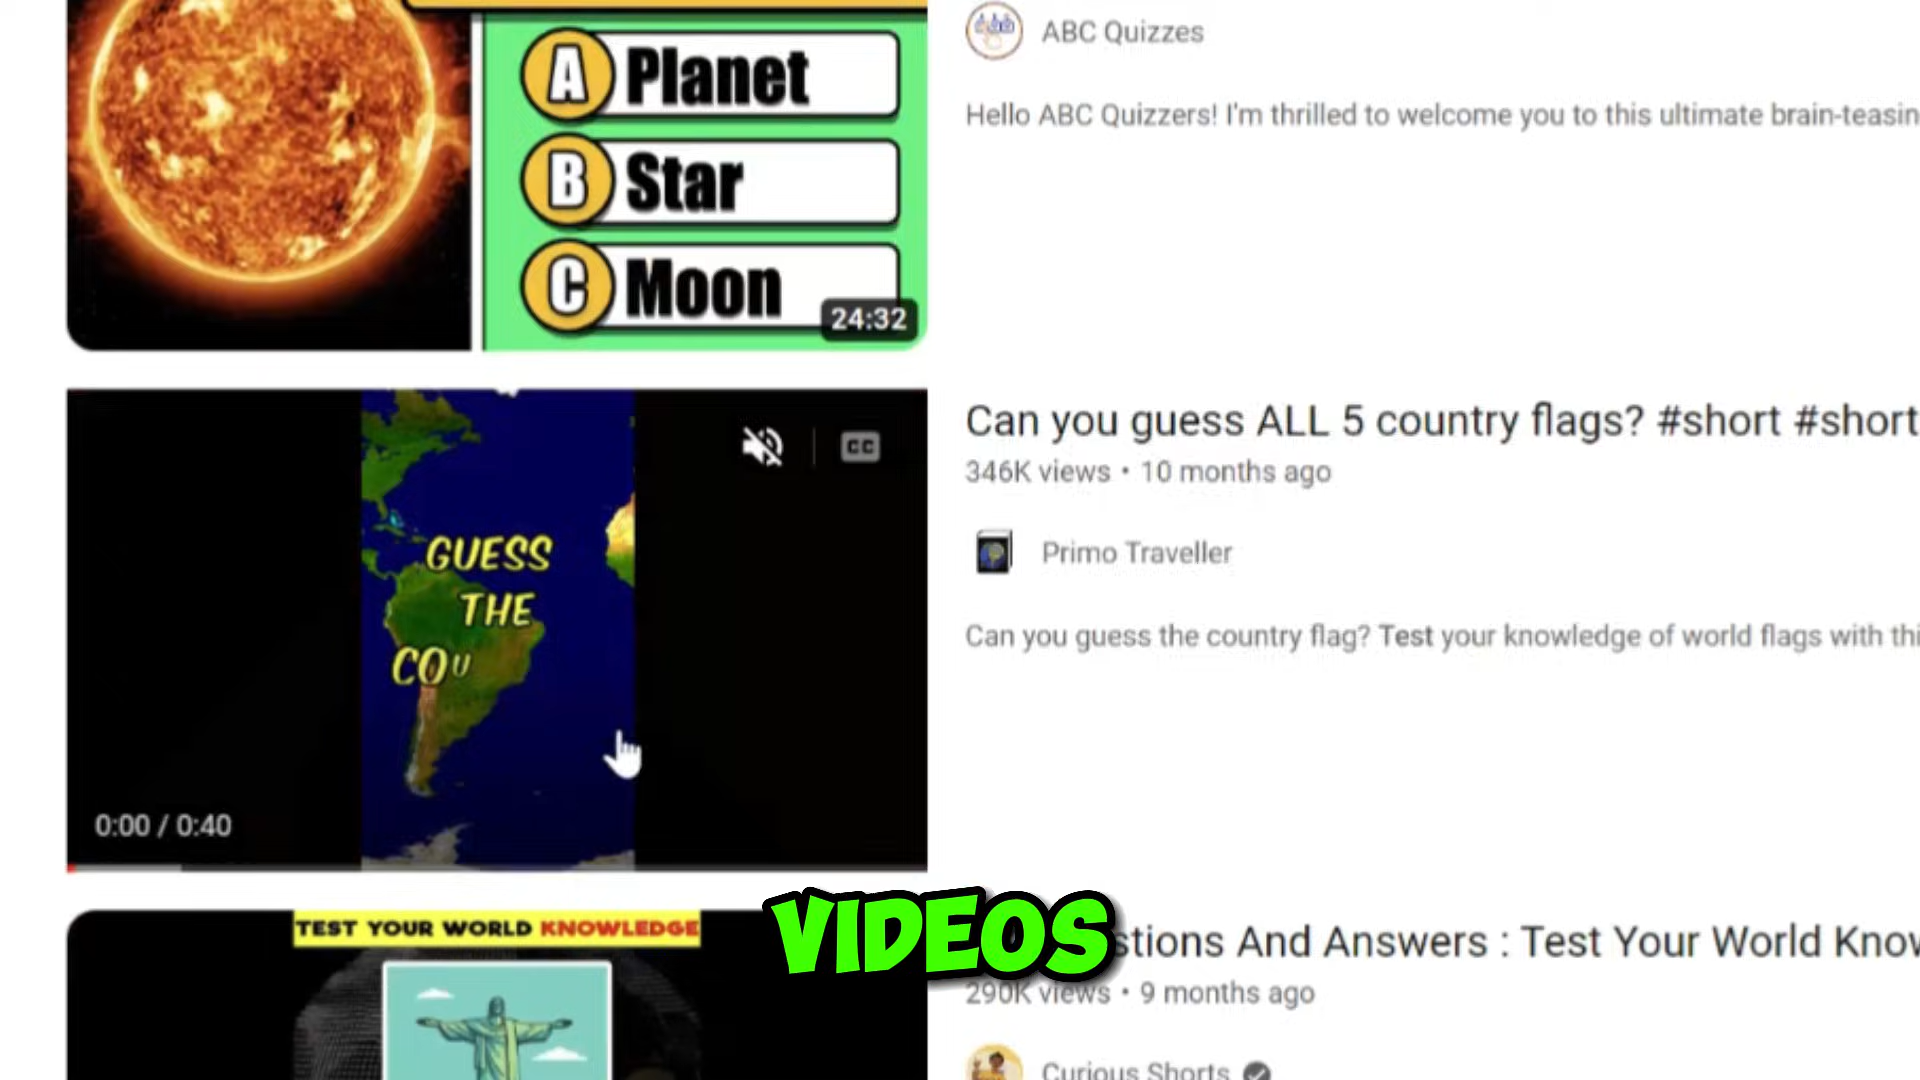 A Planet
B Star
C Moon
24:32
ABC Quizzes
Hello ABC Quizzers! I'm thrilled to welcome you to this ultimate brain-teasin
CC
GUESS
THE
COU
0:00 / 0:40
Can you guess ALL 5 country flags? #short #short
346K views • 10 months ago
Primo Traveller
Can you guess the country flag? Test your knowledge of world flags with thi
TEST YOUR WORLD KNOWLEDGE
VIDEOS
stions And Answers : Test Your World Know
290K views • 9 months ago
Curious Shorts